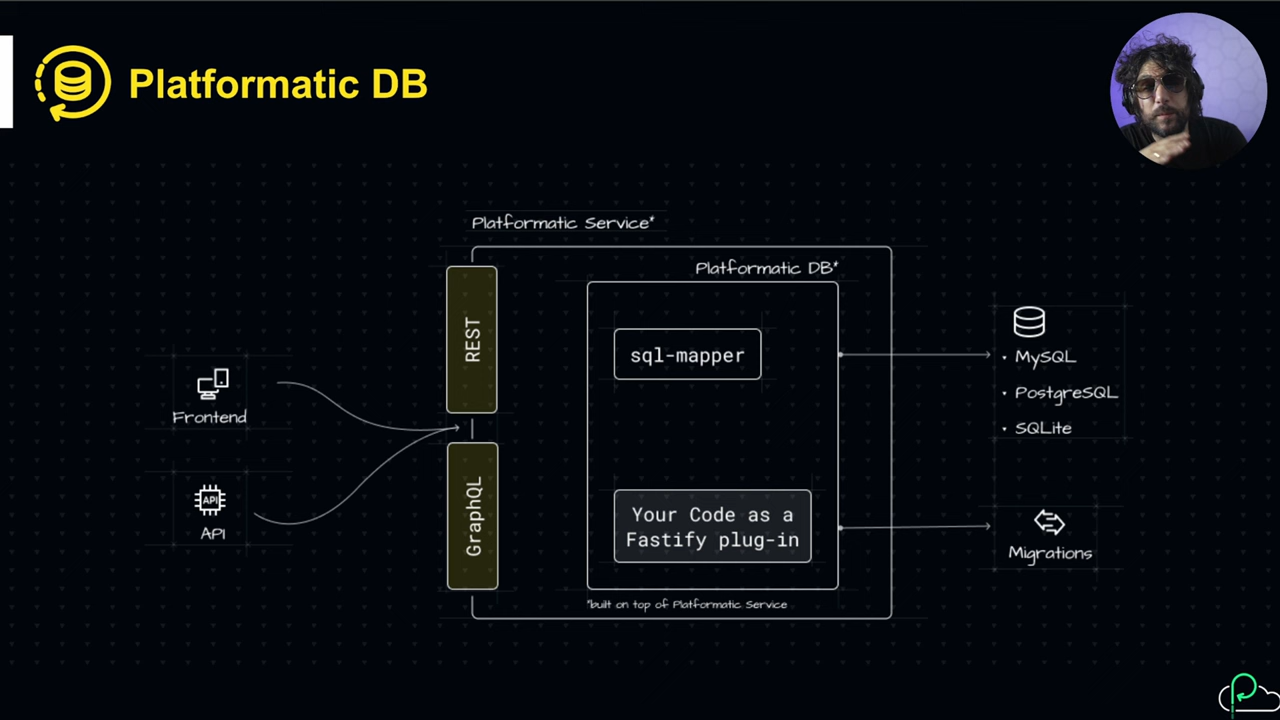 Platformatic DB
Platformatic Service*
Platformatic DB*
REST
sql-mapper
MySQL
PostgreSQL
SQLite
Frontend
API
API
GraphQL
Your Code as a
Fastify plug-in
Migrations
*built on top of Platformatic Service